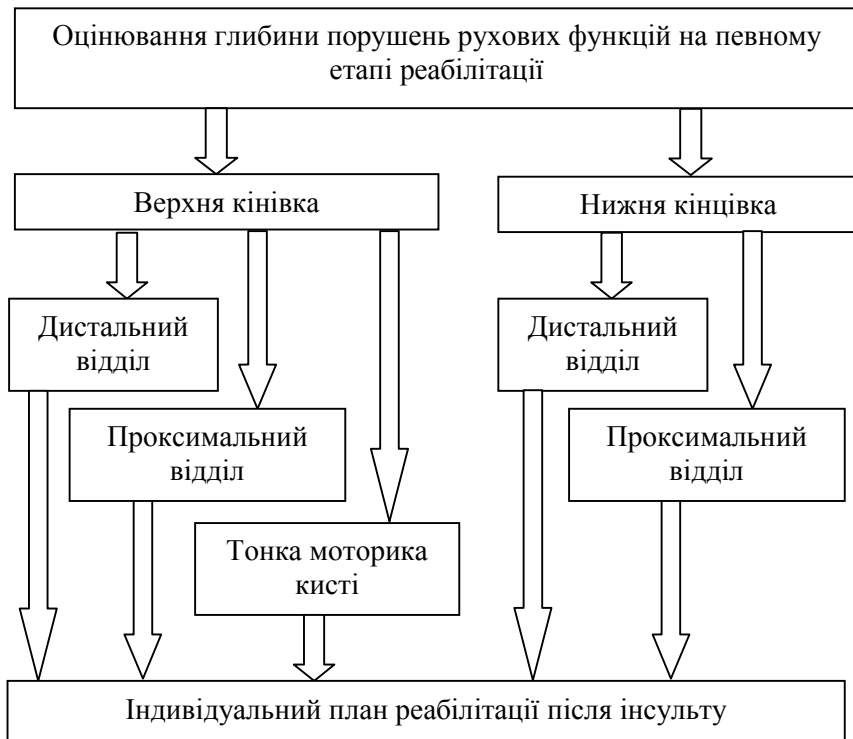 Оцінювання глибини порушень рухових функцій на певному
етапі реабілітації
Верхня кінівка
Нижня кінцівка
Дистальний
відділ
Дистальний
відділ
Проксимальний
відділ
Проксимальний
відділ
Тонка моторика
кисті
Індивідуальний план реабілітації після інсульту